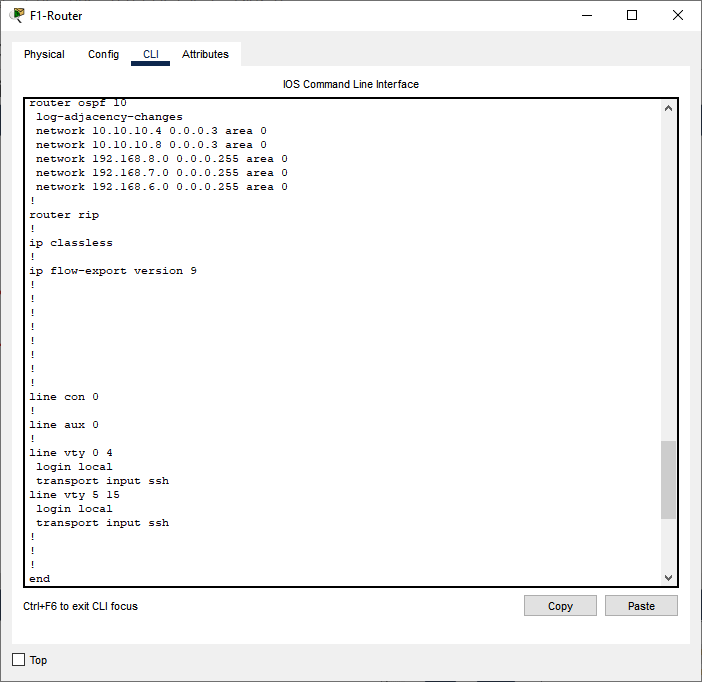 F1-Router
Physical Config CLI Attributes
IOS Command Line Interface
router ospf 10
log-adjacency-changes
network 10.10.10.4 0.0.0.3 area 0
network 10.10.10.8 0.0.0.3 area 0
network 192.168.8.0 0.0.0.255 area 0
network 192.168.7.0 0.0.0.255 area 0
network 192.168.6.0 0.0.0.255 area 0
!
router rip
!
ip classless
!
ip flow-export version 9
!
!
!
!
!
!
!
!
line con 0
!
line aux 0
!
line vty 0 4
login local
transport input ssh
line vty 5 15
login local
transport input ssh
!
!
!
end
Ctrl+F6 to exit CLI focus
Copy Paste
Top